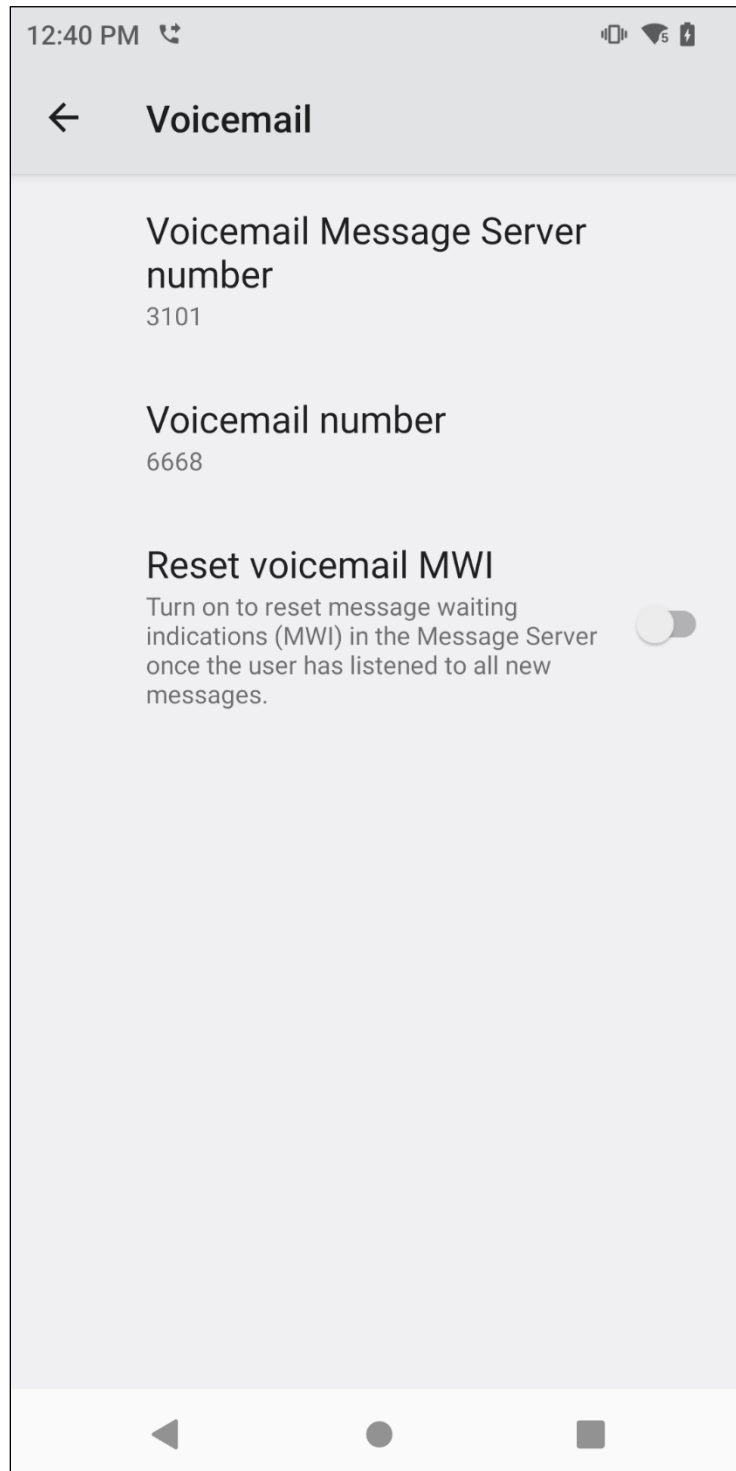 12:40 PM
5
Voicemail
Voicemail Message Server
number
3101
Voicemail number
6668
Reset voicemail MWI
Turn on to reset message waiting
indications (MWI) in the Message Server
once the user has listened to all new
messages.